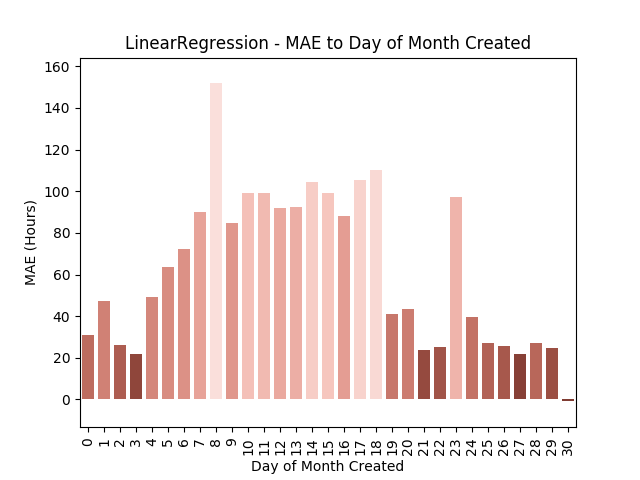 LinearRegression - MAE to Day of Month Created
MAE (Hours)
160
140
120
100
80
60
40
20
0
0 1 2 3 4 5 6 7 8 9 10 11 12 13 14 15 16 17 18 19 20 21 22 23 24 25 26 27 28 29 30
Day of Month Created